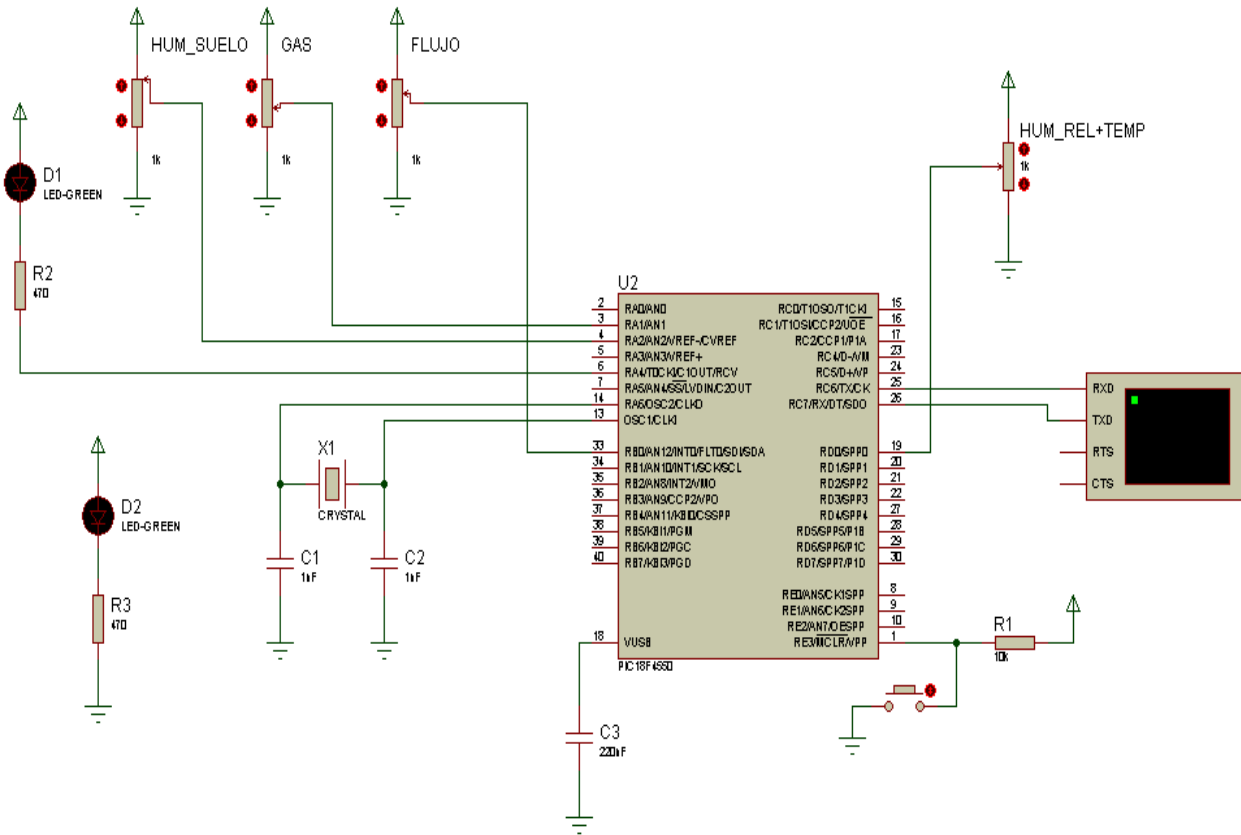 HUM_SUELO
GAS
FLUJO
1k
1k
1k
HUM_REL+TEMP
1k
D1
LED-GREEN
R2
470
D2
LED-GREEN
R3
470
X1
CRYSTAL
C1
1nF
C2
1nF
C3
220nF
U2
2 RA0/AN0
3 RA1/AN1
4 RA2/AN2/VREF-/CVREF
5 RA3/AN3/VREF+
6 RA4/T0CKI/C1OUT/RCV
7 RA5/AN4/SS/LVDIN/C2OUT
14 RA6/OSC2/CLKO
13 OSC1/CLKI
33 RB0/AN12/INT0/FLT0/SDI/SDA
34 RB1/AN10/INT1/SCK/SCL
35 RB2/AN8/INT2/VMO
36 RB3/AN9/CCP2/VPO
37 RB4/AN11/KBI0/CSSPP
38 RB5/KBI1/PGM
39 RB6/KBI2/PGC
40 RB7/KBI3/PGD
18 VUSB
RC0/T1OSO/T1CKI 15
RC1/T1OSI/CCP2/UOE 16
RC2/CCP1/P1A 17
RC4/D-/VM 23
RC5/D+/VP 24
RC6/TX/CK 25
RC7/RX/DT/SDO 26
RD0/SPP0 19
RD1/SPP1 20
RD2/SPP2 21
RD3/SPP3 22
RD4/SPP4 27
RD5/SPP5/P1B 28
RD6/SPP6/P1C 29
RD7/SPP7/P1D 30
RE0/AN5/CK1SPP 8
RE1/AN6/CK2SPP 9
RE2/AN7/OESPP 10
RE3/MCLR/VPP 1
PIC18F4550
RXD
TXD
RTS
CTS
R1
10k